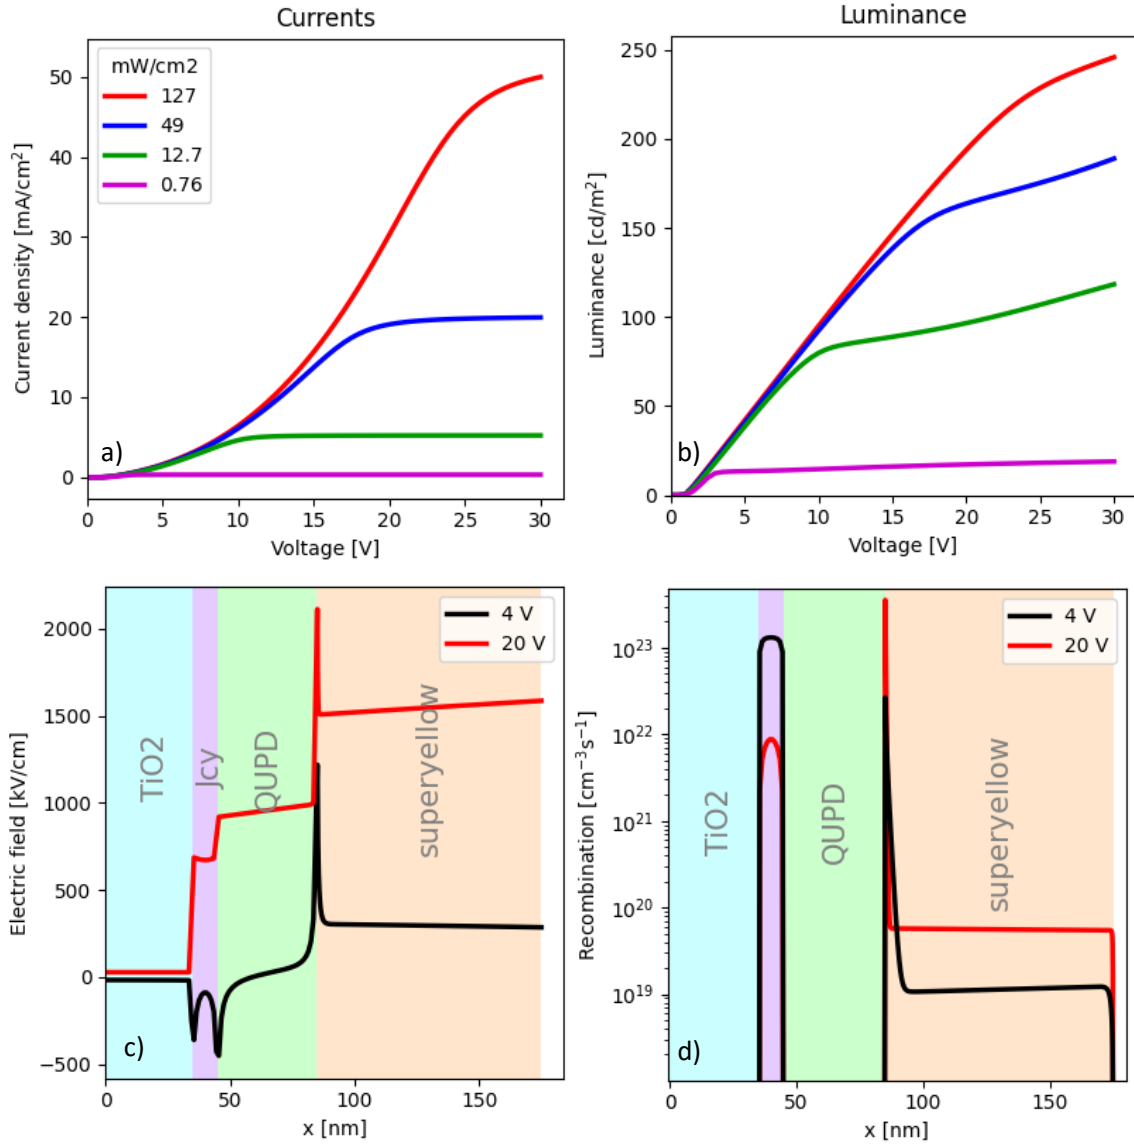 Currents
Current density [mA/cm²]
50
40
30
20
10
0
mW/cm2
127
49
12.7
0.76
a)
0 5 10 15 20 25 30
Voltage [V]
Luminance
Luminance [cd/m²]
250
200
150
100
50
0
b)
0 5 10 15 20 25 30
Voltage [V]
Electric field [kV/cm]
2000
1500
1000
500
0
−500
4 V
20 V
TiO2
Jcy
QUPD
superyellow
c)
0 50 100 150
x [nm]
Recombination [cm⁻³s⁻¹]
10²³
10²²
10²¹
10²⁰
10¹⁹
4 V
20 V
TiO2
QUPD
superyellow
d)
0 50 100 150
x [nm]